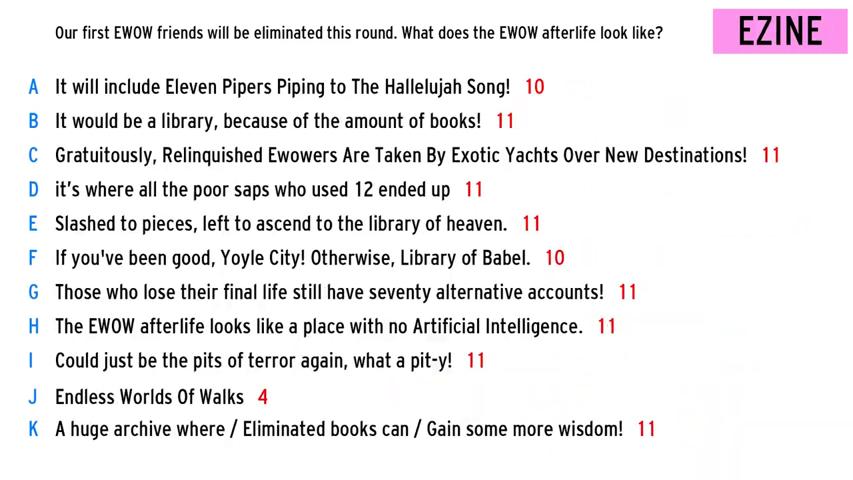 Our first EWOW friends will be eliminated this round. What does the EWOW afterlife look like?
EZINE
A It will include Eleven Pipers Piping to The Hallelujah Song! 10
B It would be a library, because of the amount of books! 11
C Gratuitously, Relinquished Ewowers Are Taken By Exotic Yachts Over New Destinations! 11
D it's where all the poor saps who used 12 ended up 11
E Slashed to pieces, left to ascend to the library of heaven. 11
F If you've been good, Yoyle City! Otherwise, Library of Babel. 10
G Those who lose their final life still have seventy alternative accounts! 11
H The EWOW afterlife looks like a place with no Artificial Intelligence. 11
I Could just be the pits of terror again, what a pit-y! 11
J Endless Worlds Of Walks 4
K A huge archive where / Eliminated books can / Gain some more wisdom! 11